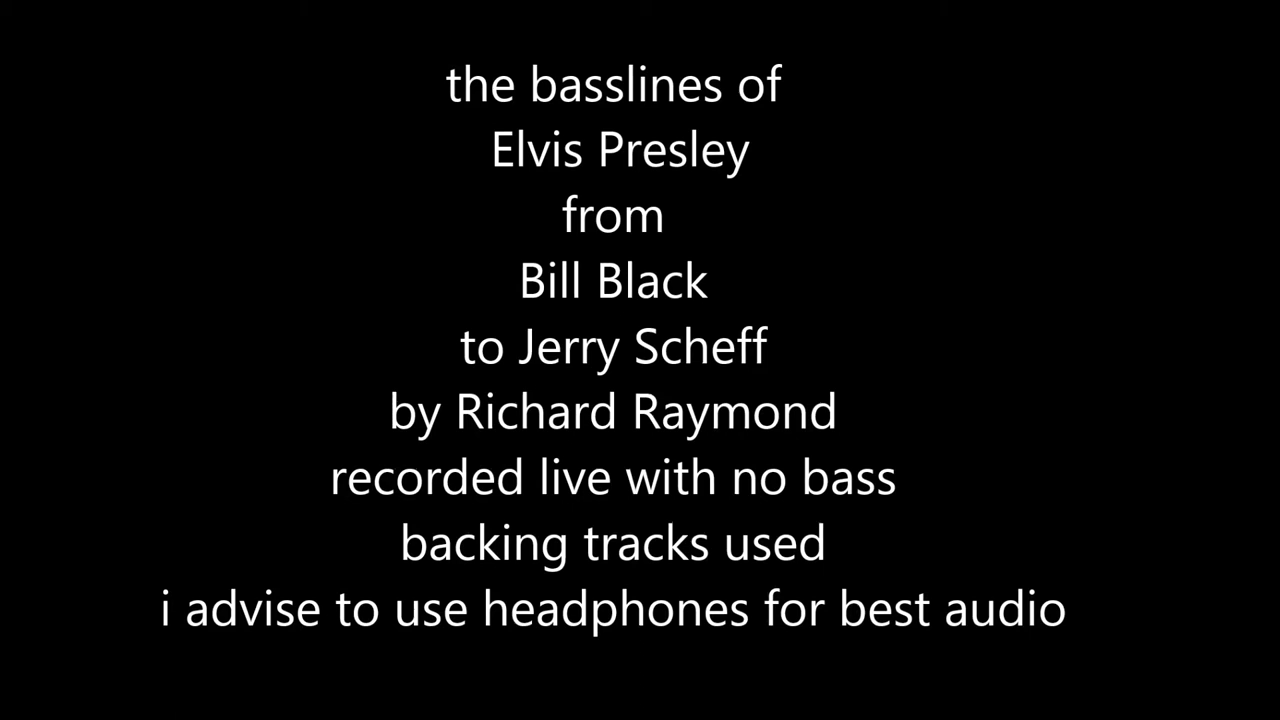 the basslines of
Elvis Presley
from
Bill Black
to Jerry Scheff
by Richard Raymond
recorded live with no bass
backing tracks used
i advise to use headphones for best audio